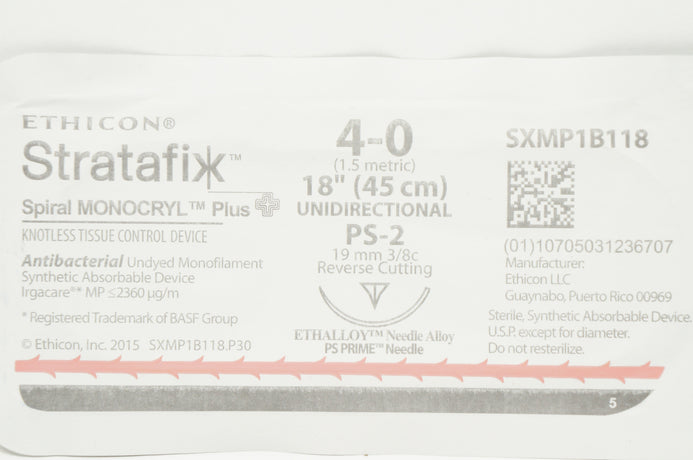 ETHICON®
Stratafix™
Spiral MONOCRYL™ Plus
KNOTLESS TISSUE CONTROL DEVICE
Antibacterial Undyed Monofilament
Synthetic Absorbable Device
Irgacare®* MP ≤2360 µg/m
* Registered Trademark of BASF Group
© Ethicon, Inc. 2015 SXMP1B118.P30
4-0
(1.5 metric)
18" (45 cm)
UNIDIRECTIONAL
PS-2
19 mm 3/8c
Reverse Cutting
ETHALLOY™ Needle Alloy
PS PRIME™ Needle
SXMP1B118
(01)10705031236707
Manufacturer:
Ethicon LLC
Guaynabo, Puerto Rico 00969
Sterile, Synthetic Absorbable Device.
U.S.P. except for diameter.
Do not resterilize.
5